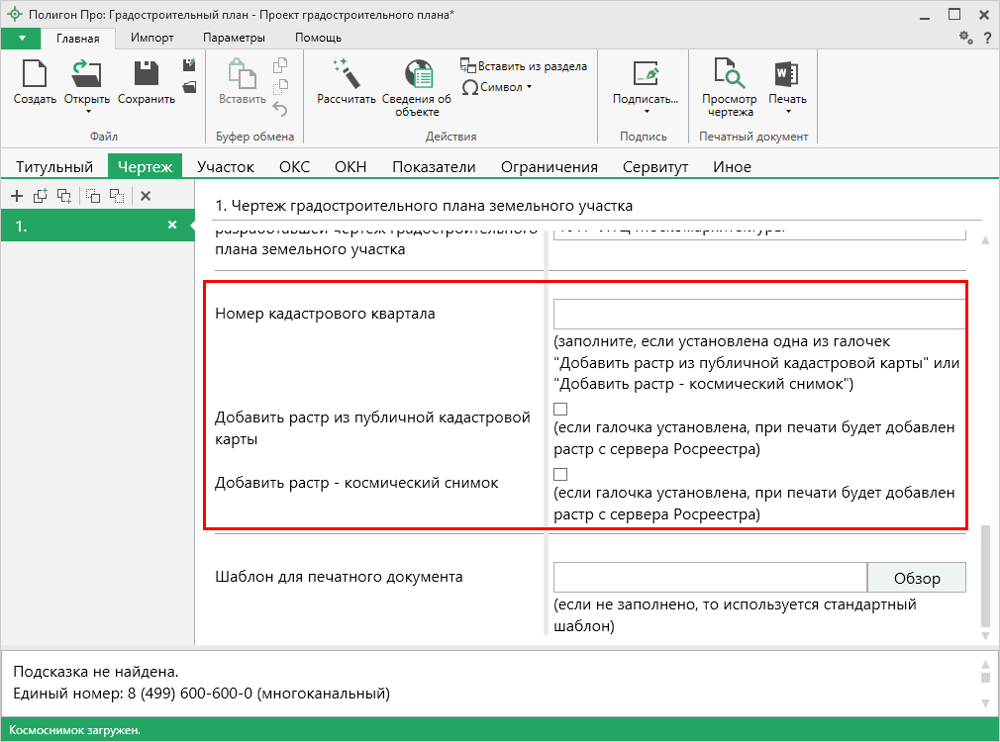 Полигон Про: Градостроительный план - Проект градостроительного плана*
Главная Импорт Параметры Помощь
Создать Открыть Сохранить Вставить Рассчитать Сведения об объекте Вставить из раздела
Символ
Подписать... Просмотр чертежа Печать
Файл Буфер обмена Действия Подпись Печатный документ
Титульный Чертеж Участок ОКС ОКН Показатели Ограничения Сервитут Иное
1.
1. Чертеж градостроительного плана земельного участка
разработавшей чертеж градостроительного
плана земельного участка
Номер кадастрового квартала
(заполните, если установлена одна из галочек
"Добавить растр из публичной кадастровой карты" или
"Добавить растр - космический снимок")
Добавить растр из публичной кадастровой
карты
(если галочка установлена, при печати будет добавлен
растр с сервера Росреестра)
Добавить растр - космический снимок
(если галочка установлена, при печати будет добавлен
растр с сервера Росреестра)
Шаблон для печатного документа
Обзор
(если не заполнено, то используется стандартный
шаблон)
Подсказка не найдена.
Единый номер: 8 (499) 600-600-0 (многоканальный)
Космоснимок загружен.